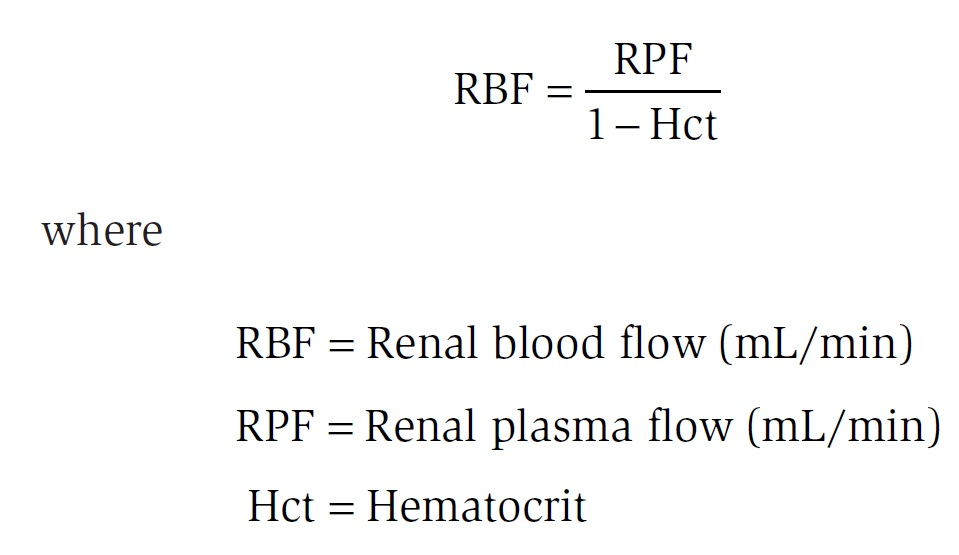 RBF = RPF / 1 – Hct
where
RBF = Renal blood flow (mL/min)
RPF = Renal plasma flow (mL/min)
Hct = Hematocrit